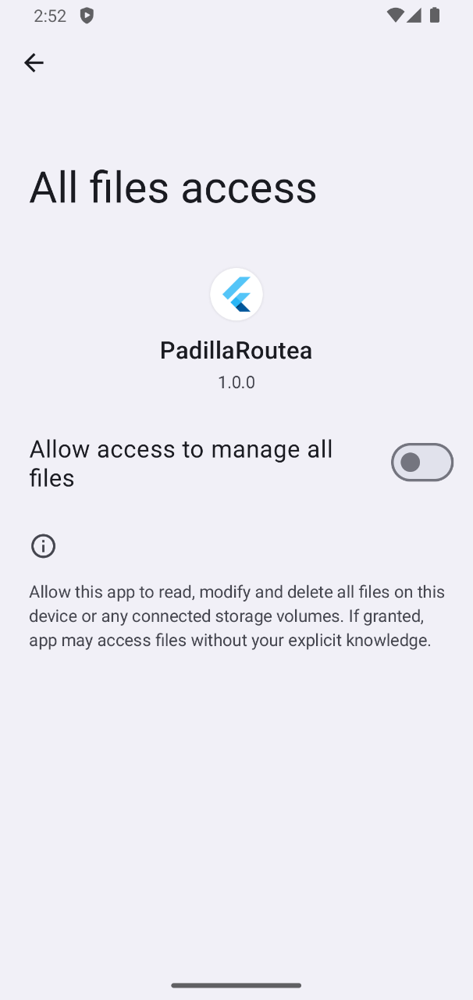 2:52
All files access
PadillaRoutea
1.0.0
Allow access to manage all
files
Allow this app to read, modify and delete all files on this
device or any connected storage volumes. If granted,
app may access files without your explicit knowledge.